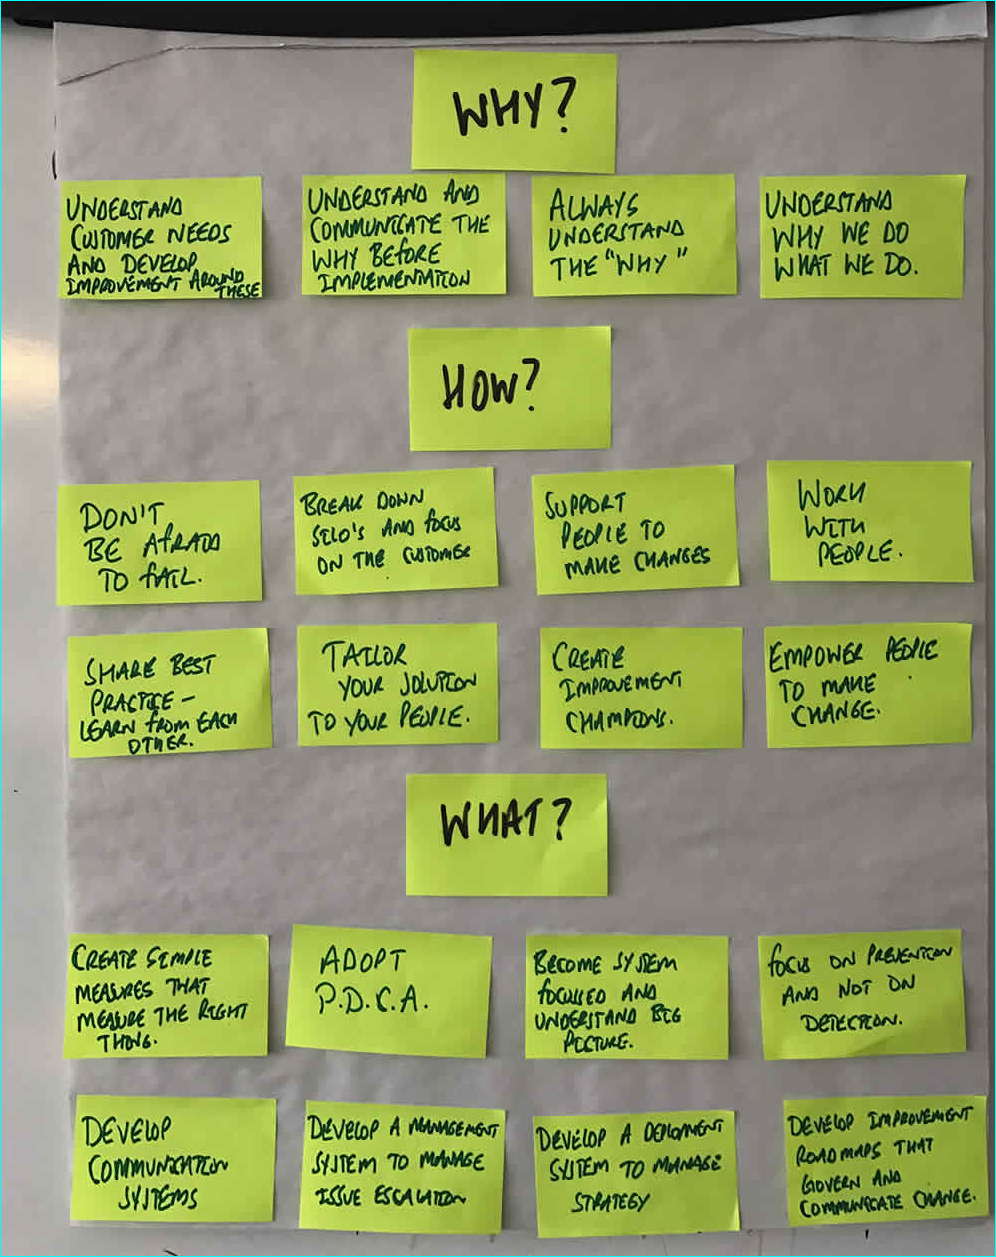 WHY?
UNDERSTAND
CUSTOMER NEEDS
AND DEVELOP
IMPROVEMENT AROUND
THESE
UNDERSTAND AND
COMMUNICATE THE
WHY BEFORE
IMPLEMENTATION
ALWAYS
UNDERSTAND
THE "WHY"
UNDERSTAND
WHY WE DO
WHAT WE DO.
HOW?
DON'T
BE AFRAID
TO FAIL.
BREAK DOWN
SILO'S AND FOCUS
ON THE CUSTOMER
SUPPORT
PEOPLE TO
MAKE CHANGES
WORK
WITH
PEOPLE.
SHARE BEST
PRACTICE -
LEARN FROM EACH
OTHER.
TAILOR
YOUR SOLUTION
TO YOUR PEOPLE.
CREATE
IMPROVEMENT
CHAMPIONS.
EMPOWER PEOPLE
TO MAKE
CHANGE.
WHAT?
CREATE SIMPLE
MEASURES THAT
MEASURE THE RIGHT
THING.
ADOPT
P.D.C.A.
BECOME SYSTEM
FOCUSED AND
UNDERSTAND BIG
PICTURE.
FOCUS ON PREVENTION
AND NOT ON
DETECTION.
DEVELOP
COMMUNICATION
SYSTEMS
DEVELOP A MANAGEMENT
SYSTEM TO MANAGE
ISSUE ESCALATION
DEVELOP A DEPLOYMENT
SYSTEM TO MANAGE
STRATEGY
DEVELOP IMPROVEMENT
ROADMAPS THAT
GOVERN AND
COMMUNICATE CHANGE.